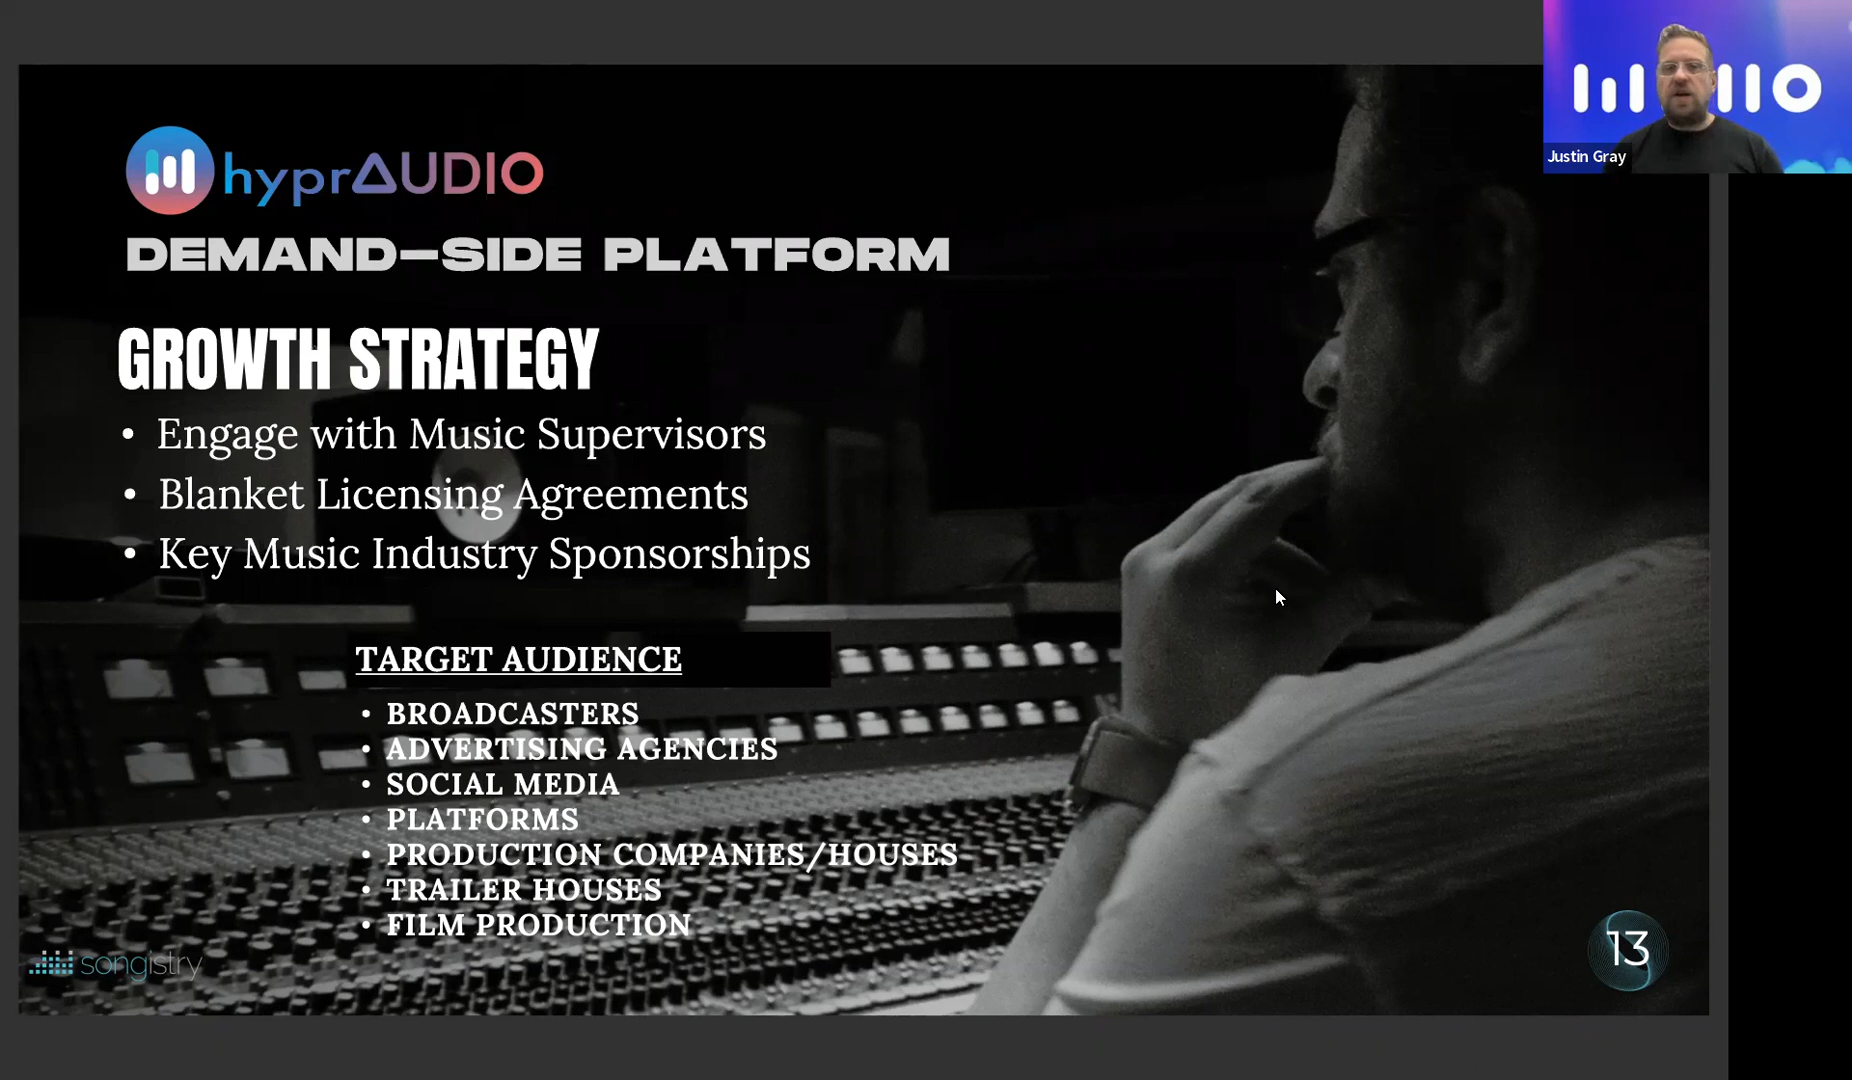 hyprAUDIO
DEMAND-SIDE PLATFORM
GROWTH STRATEGY
• Engage with Music Supervisors
• Blanket Licensing Agreements
• Key Music Industry Sponsorships
TARGET AUDIENCE
• BROADCASTERS
• ADVERTISING AGENCIES
• SOCIAL MEDIA
• PLATFORMS
• PRODUCTION COMPANIES/HOUSES
• TRAILER HOUSES
• FILM PRODUCTION
songistry
13
Justin Gray